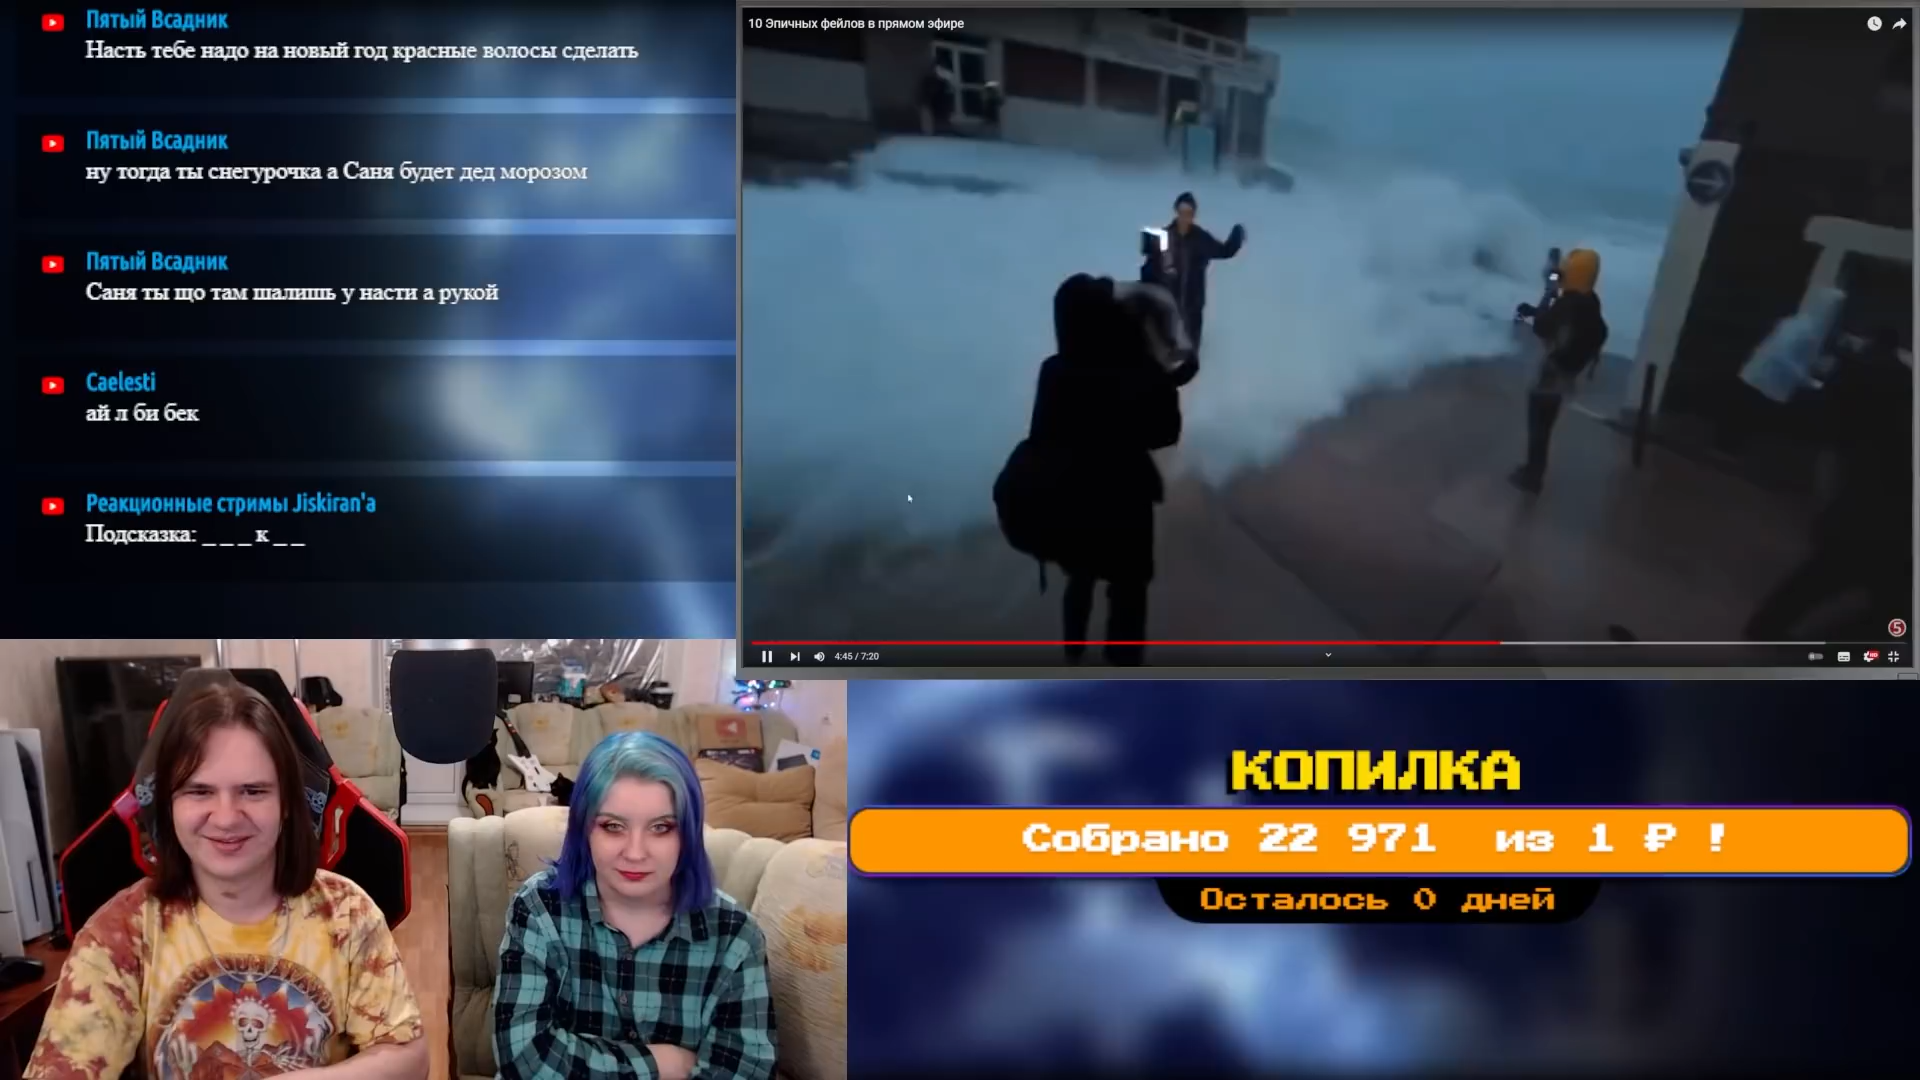 Пятый Всадник
Насть тебе надо на новый год красные волосы сделать
Пятый Всадник
ну тогда ты снегурочка а Саня будет дед морозом
Пятый Всадник
Саня ты що там шалишь у насти а рукой
Caelesti
ай л би бек
Реакционные стримы Jiskiran'а
Подсказка: _ _ _ к _ _
10 Эпичных фейлов в прямом эфире
5
4:45 / 7:20
КОПИЛКА
Собрано 22 971 из 1 ₽ !
Осталось 0 дней